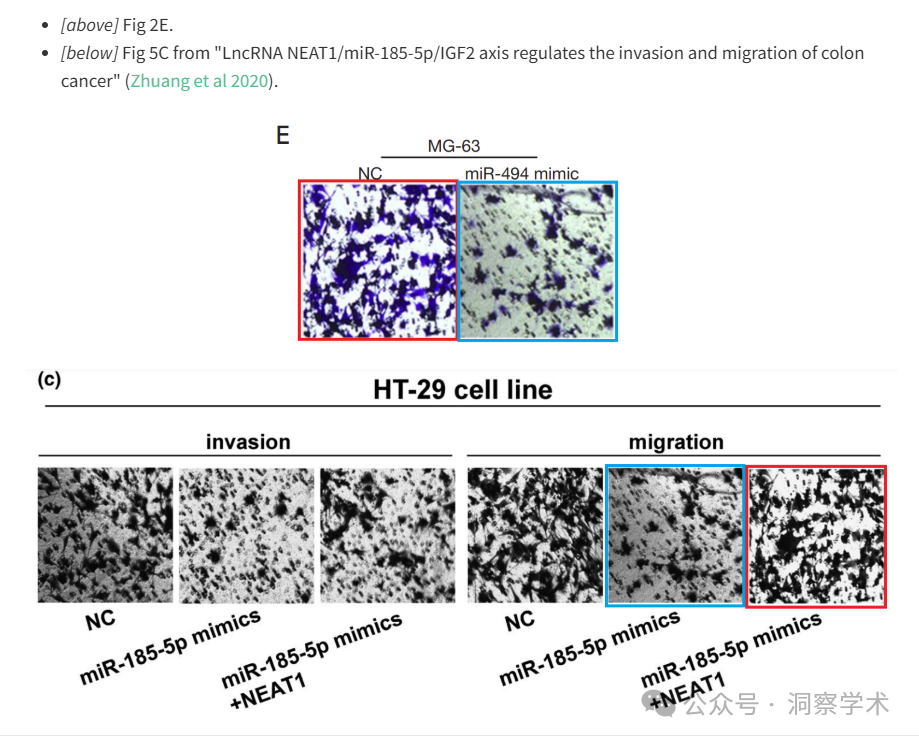 [above] Fig 2E.
[below] Fig 5C from "LncRNA NEAT1/miR-185-5p/IGF2 axis regulates the invasion and migration of colon
cancer" (Zhuang et al 2020).
E
MG-63
NC
miR-494 mimic
(c)
HT-29 cell line
invasion
migration
NC
miR-185-5p mimics
miR-185-5p mimics
+NEAT1
NC
miR-185-5p mimics
miR-185-5p mimics
+NEAT1
公众号 · 洞察学术